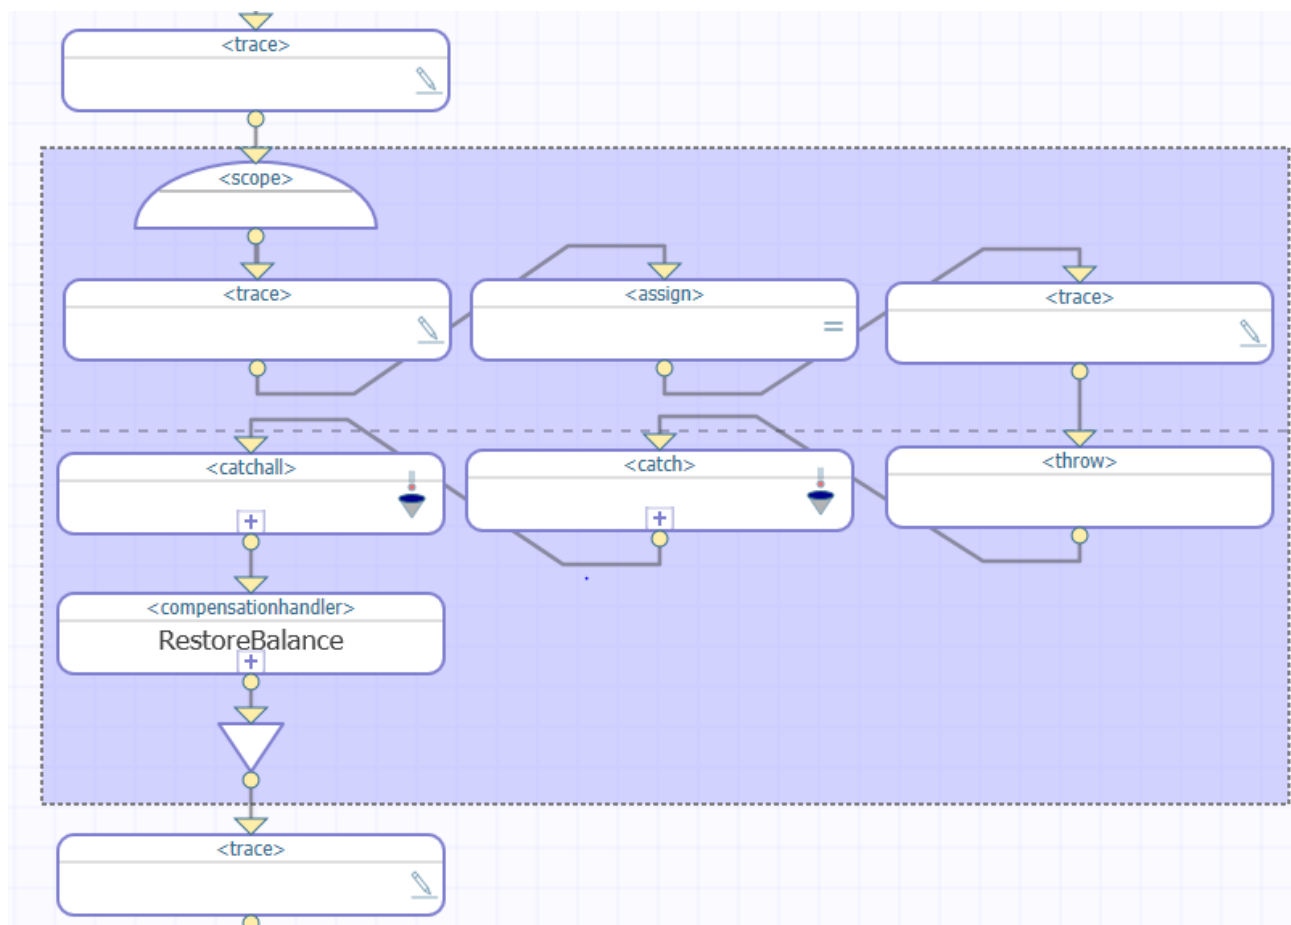 <trace>
<scope>
<trace>
<assign>
<trace>
<catchall>
<catch>
<throw>
<compensationhandler>
RestoreBalance
<trace>